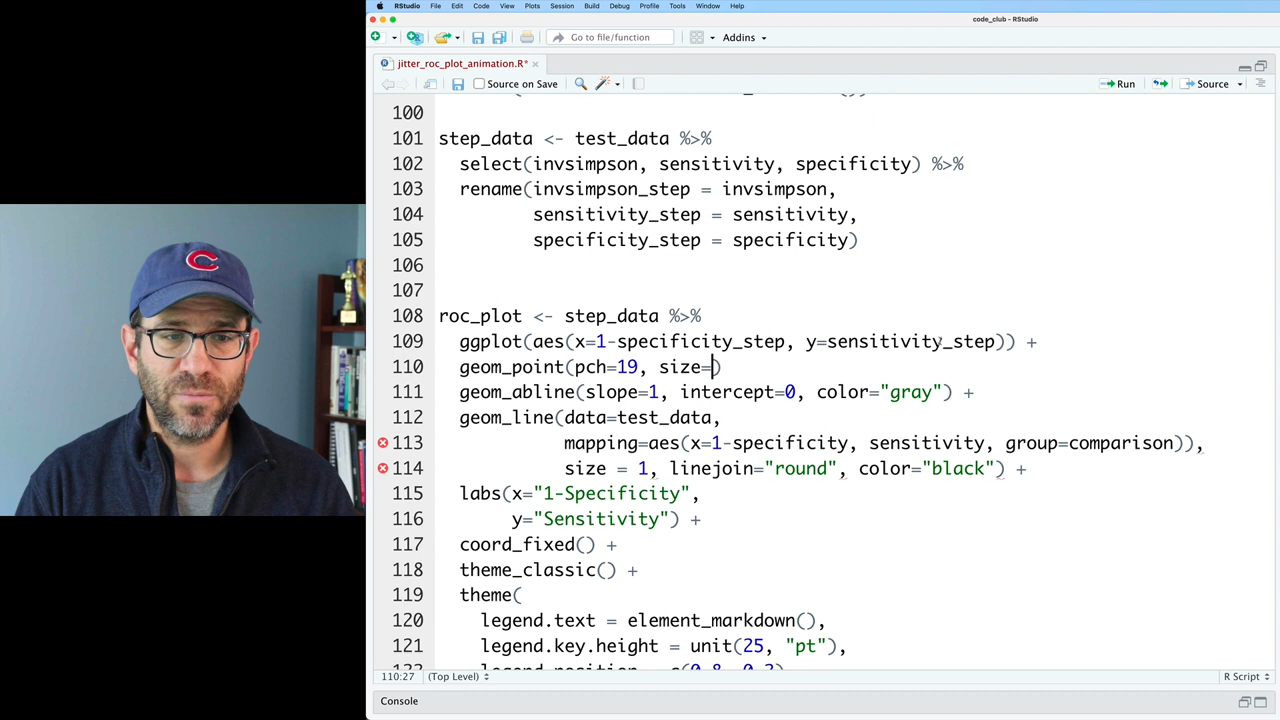 RStudio File Edit Code View Plots Session Build Debug Profile Tools Window Help
code_club - RStudio
Go to file/function Addins
jitter_roc_plot_animation.R*
Source on Save Run Source
100
101 step_data <- test_data %>%
102 select(invsimpson, sensitivity, specificity) %>%
103 rename(invsimpson_step = invsimpson,
104 sensitivity_step = sensitivity,
105 specificity_step = specificity)
106
107
108 roc_plot <- step_data %>%
109 ggplot(aes(x=1-specificity_step, y=sensitivity_step)) +
110 geom_point(pch=19, size=)
111 geom_abline(slope=1, intercept=0, color="gray") +
112 geom_line(data=test_data,
113 mapping=aes(x=1-specificity, sensitivity, group=comparison)),
114 size = 1, linejoin="round", color="black") +
115 labs(x="1-Specificity",
116 y="Sensitivity") +
117 coord_fixed() +
118 theme_classic() +
119 theme(
120 legend.text = element_markdown(),
121 legend.key.height = unit(25, "pt"),
110:27 (Top Level) R Script
Console
C